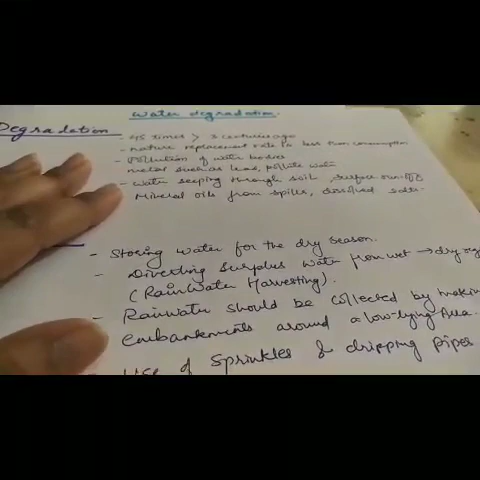 Water degradation.
Degradation
- 45 times > 2 centuries ago
- nature replacement rate is less than consumption
- Pollution of water bodies
metal such as lead, pollute water
- water seeping through soil, surface runoff
Mineral oils from spills, dissolved salts
- Storing water for the dry season.
- Diverting surplus water from wet → dry
(RainWater Harvesting).
- Rainwater should be collected by making
embankments around a low-lying Area.
- Use of Sprinkles & dripping pipes